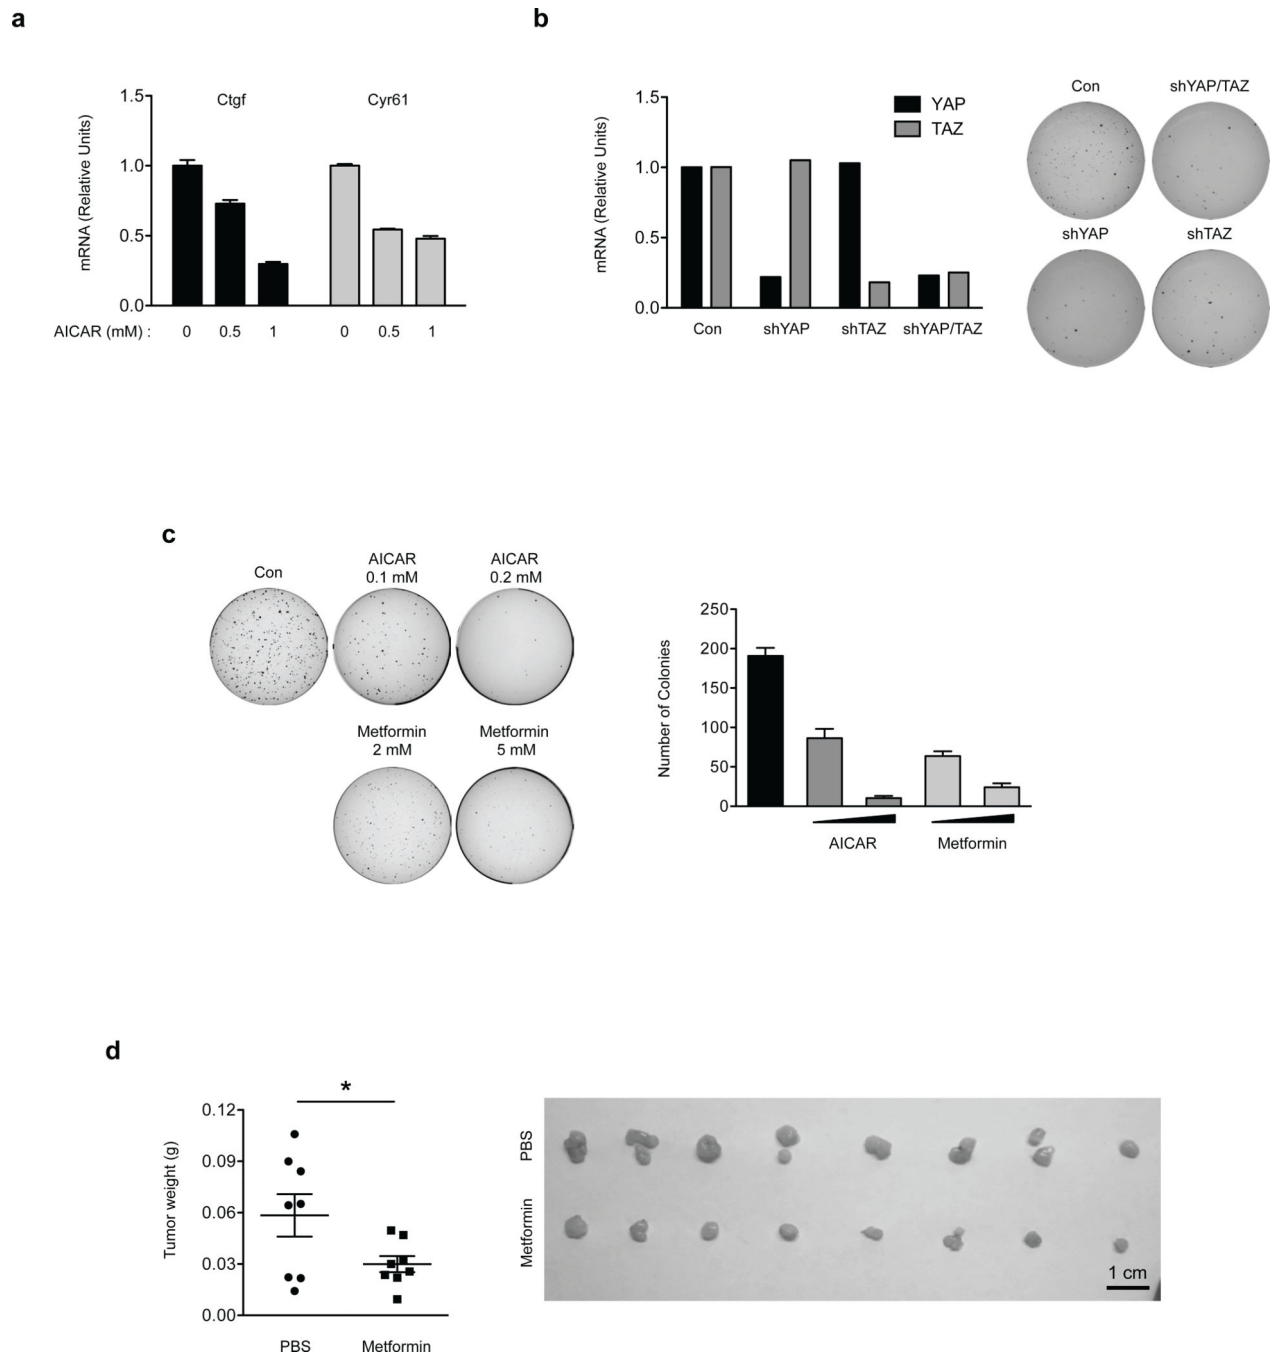 a
mRNA (Relative Units)
1.5
1.0
0.5
0.0
Ctgf
Cyr61
AICAR (mM) :
0
0.5
1
0
0.5
1
b
mRNA (Relative Units)
1.5
1.0
0.5
0.0
YAP
TAZ
Con
shYAP
shTAZ
shYAP/TAZ
Con
shYAP/TAZ
shYAP
shTAZ
c
Con
AICAR
0.1 mM
AICAR
0.2 mM
Metformin
2 mM
Metformin
5 mM
Number of Colonies
250
200
150
100
50
0
AICAR
Metformin
d
Tumor weight (g)
0.12
0.09
0.06
0.03
0.00
*
PBS
Metformin
PBS
Metformin
1 cm